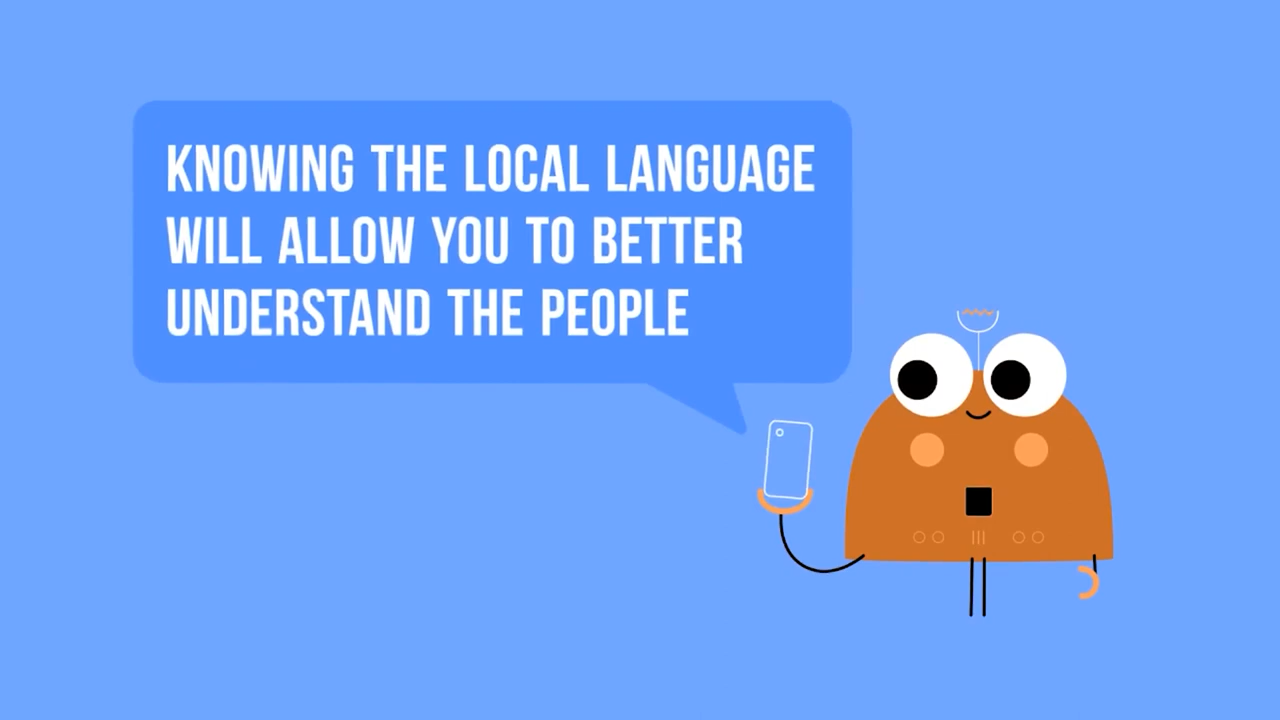 KNOWING THE LOCAL LANGUAGE
WILL ALLOW YOU TO BETTER
UNDERSTAND THE PEOPLE